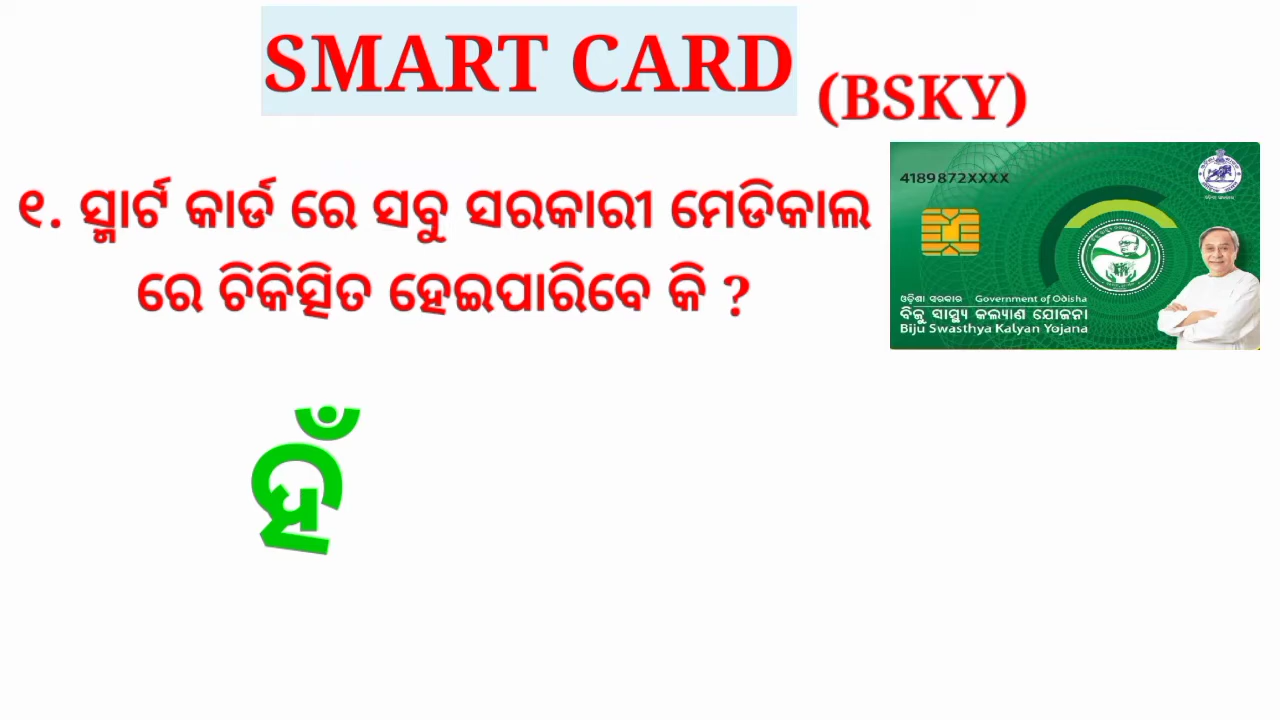 SMART CARD
(BSKY)
୧. ସ୍ମାର୍ଟ କାର୍ଡ ରେ ସବୁ ସରକାରୀ ମେଡିକାଲ
ରେ ଚିକିତ୍ସିତ ହେଇପାରିବେ କି ?
4189872XXXX
ଓଡ଼ିଶା ସରକାର Government of Odisha
ବିଜୁ ସ୍ୱାସ୍ଥ୍ୟ କଲ୍ୟାଣ ଯୋଜନା
Biju Swasthya Kalyan Yojana
ହଁ